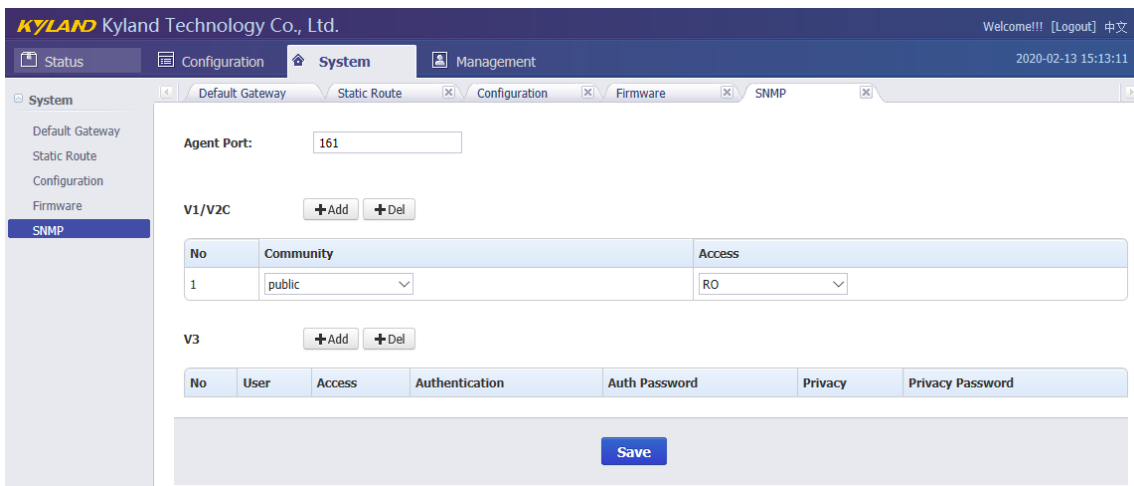 KYLAND Kyland Technology Co., Ltd.
Welcome!!! [Logout] 中文
Status Configuration System Management 2020-02-13 15:13:11
System
Default Gateway
Static Route
Configuration
Firmware
SNMP
Default Gateway Static Route Configuration Firmware SNMP
Agent Port: 161
V1/V2C +Add +Del
No Community Access
1 public RO
V3 +Add +Del
No User Access Authentication Auth Password Privacy Privacy Password
Save